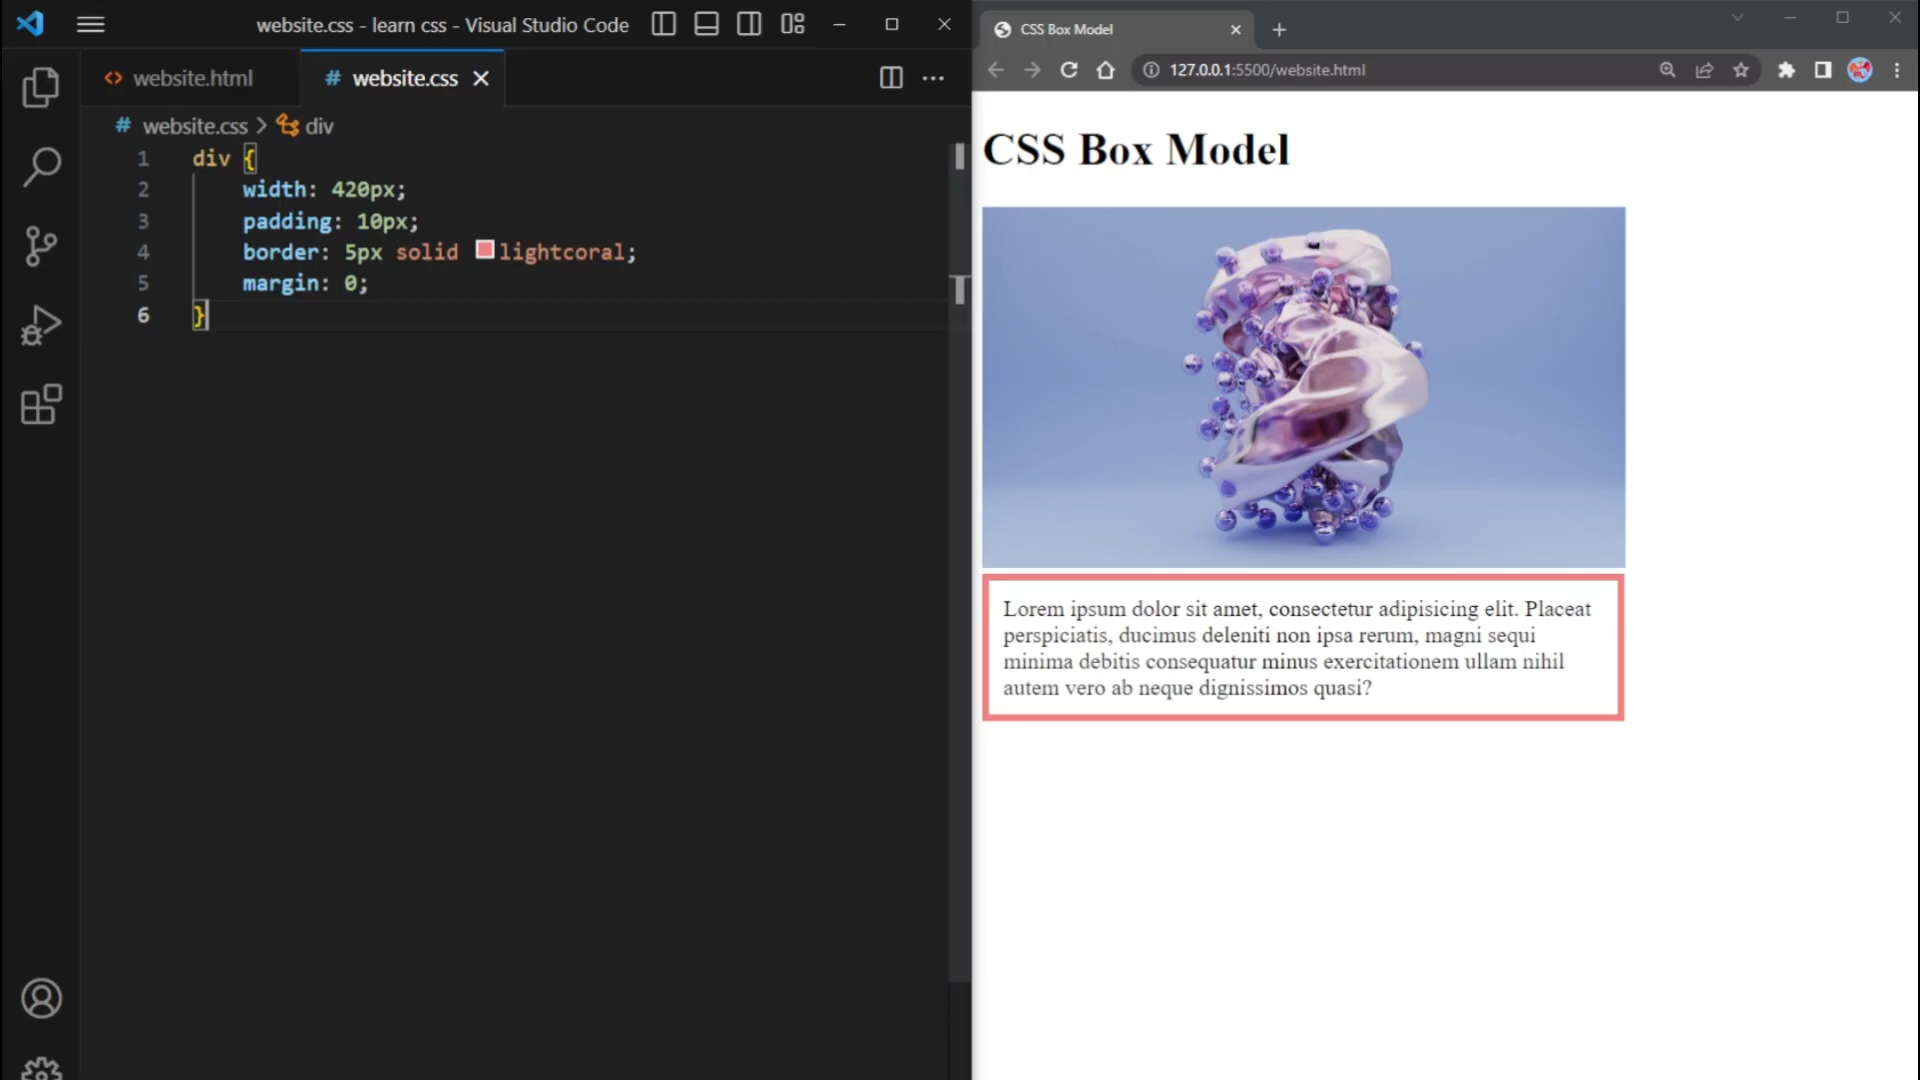 website.css - learn css - Visual Studio Code
website.html
# website.css
# website.css > div
1 div {
2 width: 420px;
3 padding: 10px;
4 border: 5px solid lightcoral;
5 margin: 0;
6 }
CSS Box Model
127.0.0.1:5500/website.html
CSS Box Model
Lorem ipsum dolor sit amet, consectetur adipisicing elit. Placeat
perspiciatis, ducimus deleniti non ipsa rerum, magni sequi
minima debitis consequatur minus exercitationem ullam nihil
autem vero ab neque dignissimos quasi?